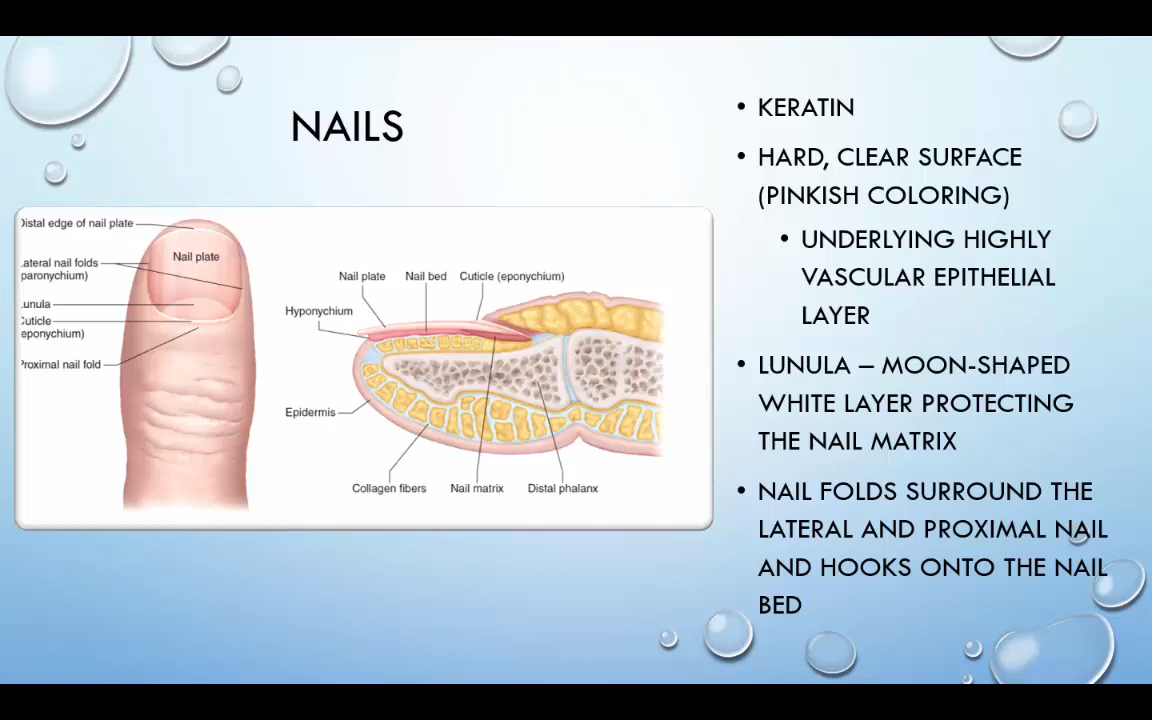 NAILS
Distal edge of nail plate
Nail plate
ateral nail folds
paronychium)
unula
Cuticle
eponychium)
Proximal nail fold
Nail plate
Nail bed
Cuticle (eponychium)
Hyponychium
Epidermis
Collagen fibers
Nail matrix
Distal phalanx
• KERATIN
• HARD, CLEAR SURFACE
(PINKISH COLORING)
• UNDERLYING HIGHLY
VASCULAR EPITHELIAL
LAYER
• LUNULA – MOON-SHAPED
WHITE LAYER PROTECTING
THE NAIL MATRIX
• NAIL FOLDS SURROUND THE
LATERAL AND PROXIMAL NAIL
AND HOOKS ONTO THE NAIL
BED